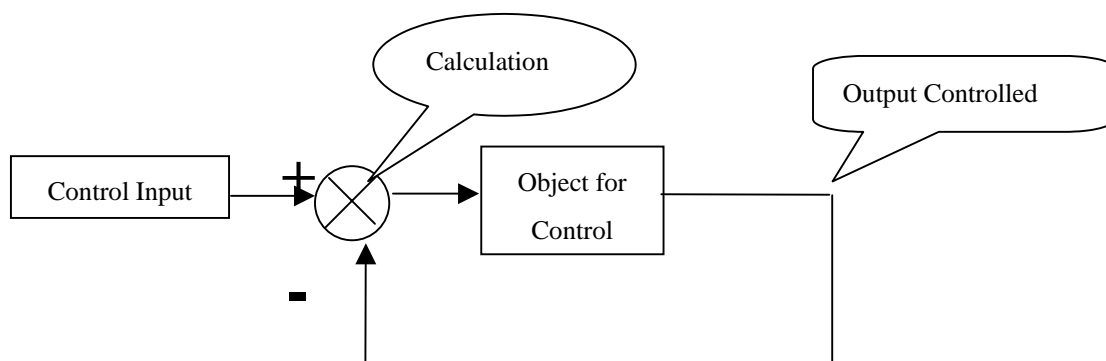 Calculation
Output Controlled
Control Input
+
Object for
Control
-